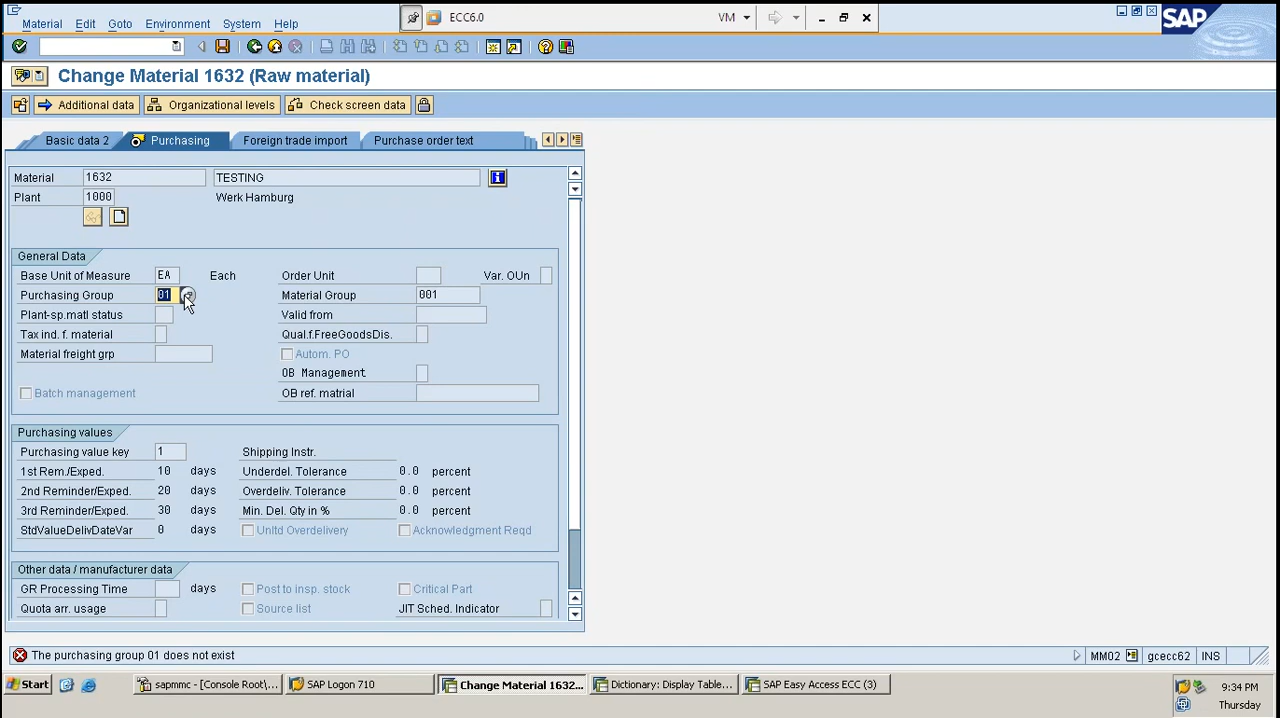 ECC6.0
VM
Material Edit Goto Environment System Help
SAP
Change Material 1632 (Raw material)
Additional data Organizational levels Check screen data
Basic data 2 Purchasing Foreign trade import Purchase order text
Material 1632 TESTING
Plant 1000 Werk Hamburg
General Data
Base Unit of Measure EA Each Order Unit Var. OUn
Purchasing Group 01 Material Group 001
Plant-sp.matl status Valid from
Tax ind. f. material Qual.f.FreeGoodsDis.
Material freight grp Autom. PO
OB Management
Batch management OB ref. matrial
Purchasing values
Purchasing value key 1 Shipping Instr.
1st Rem./Exped. 10 days Underdel. Tolerance 0.0 percent
2nd Reminder/Exped. 20 days Overdeliv. Tolerance 0.0 percent
3rd Reminder/Exped. 30 days Min. Del. Qty in % 0.0 percent
StdValueDelivDateVar 0 days Unltd Overdelivery Acknowledgment Reqd
Other data / manufacturer data
GR Processing Time days Post to insp. stock Critical Part
Quota arr. usage Source list JIT Sched. Indicator
The purchasing group 01 does not exist MM02 gcecc62 INS
Start sapmmc - [Console Root\... SAP Logon 710 Change Material 1632... Dictionary: Display Table... SAP Easy Access ECC (3) 9:34 PM
Thursday